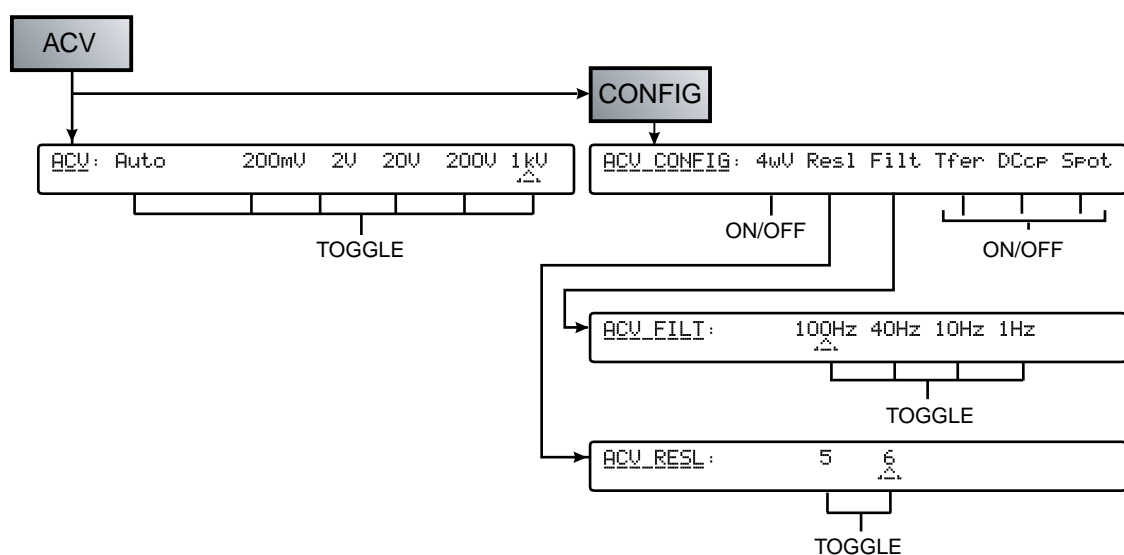 ACV
CONFIG
ACV: Auto 200mV 2V 20V 200V 1kV
ACV CONFIG: 4wV Resl Filt Tfer DCcp Spot
TOGGLE
ON/OFF
ON/OFF
ACV FILT: 100Hz 40Hz 10Hz 1Hz
TOGGLE
ACV RESL: 5 6
TOGGLE